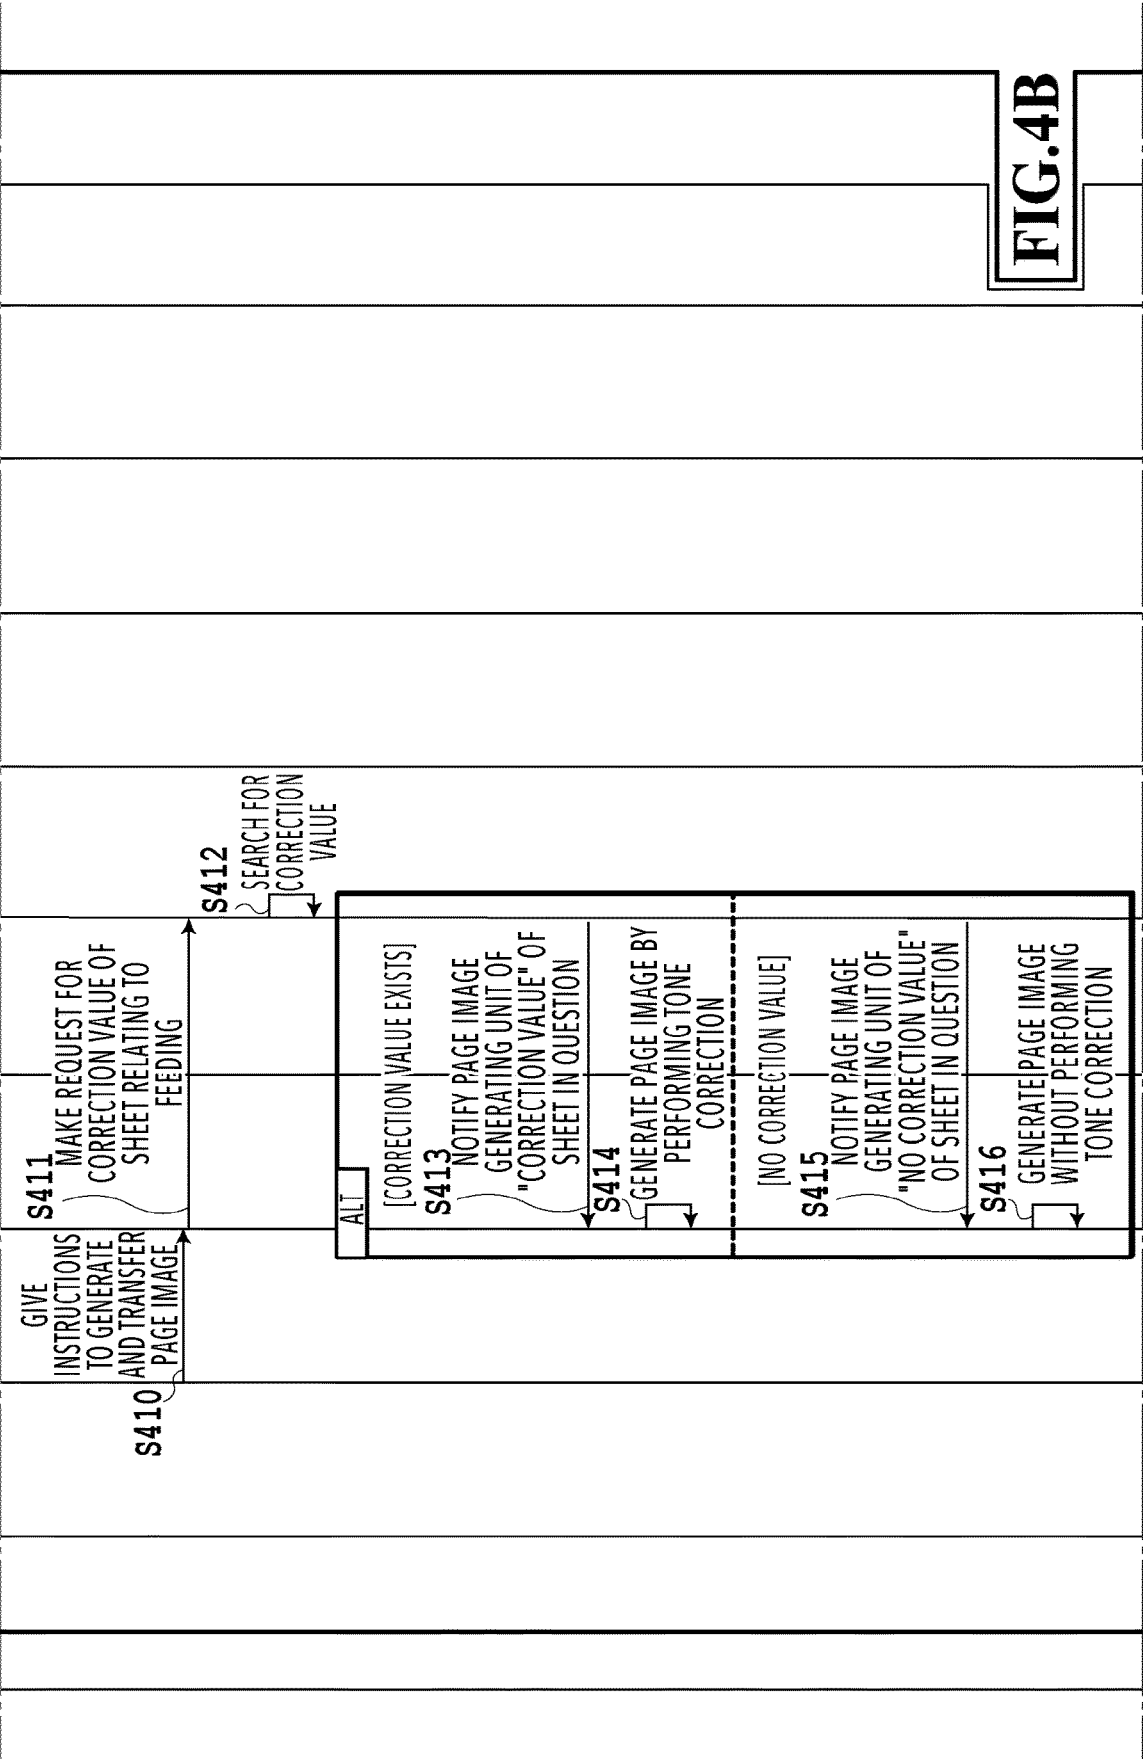 GIVE
INSTRUCTIONS
TO GENERATE
AND TRANSFER
PAGE IMAGE
S410
S411
MAKE REQUEST FOR
CORRECTION VALUE OF
SHEET RELATING TO
FEEDING
S412
SEARCH FOR
CORRECTION
VALUE
ALT
[CORRECTION VALUE EXISTS]
S413
NOTIFY PAGE IMAGE
GENERATING UNIT OF
"CORRECTION VALUE" OF
SHEET IN QUESTION
S414
GENERATE PAGE IMAGE BY
PERFORMING TONE
CORRECTION
[NO CORRECTION VALUE]
S415
NOTIFY PAGE IMAGE
GENERATING UNIT OF
"NO CORRECTION VALUE"
OF SHEET IN QUESTION
S416
GENERATE PAGE IMAGE
WITHOUT PERFORMING
TONE CORRECTION
FIG.4B